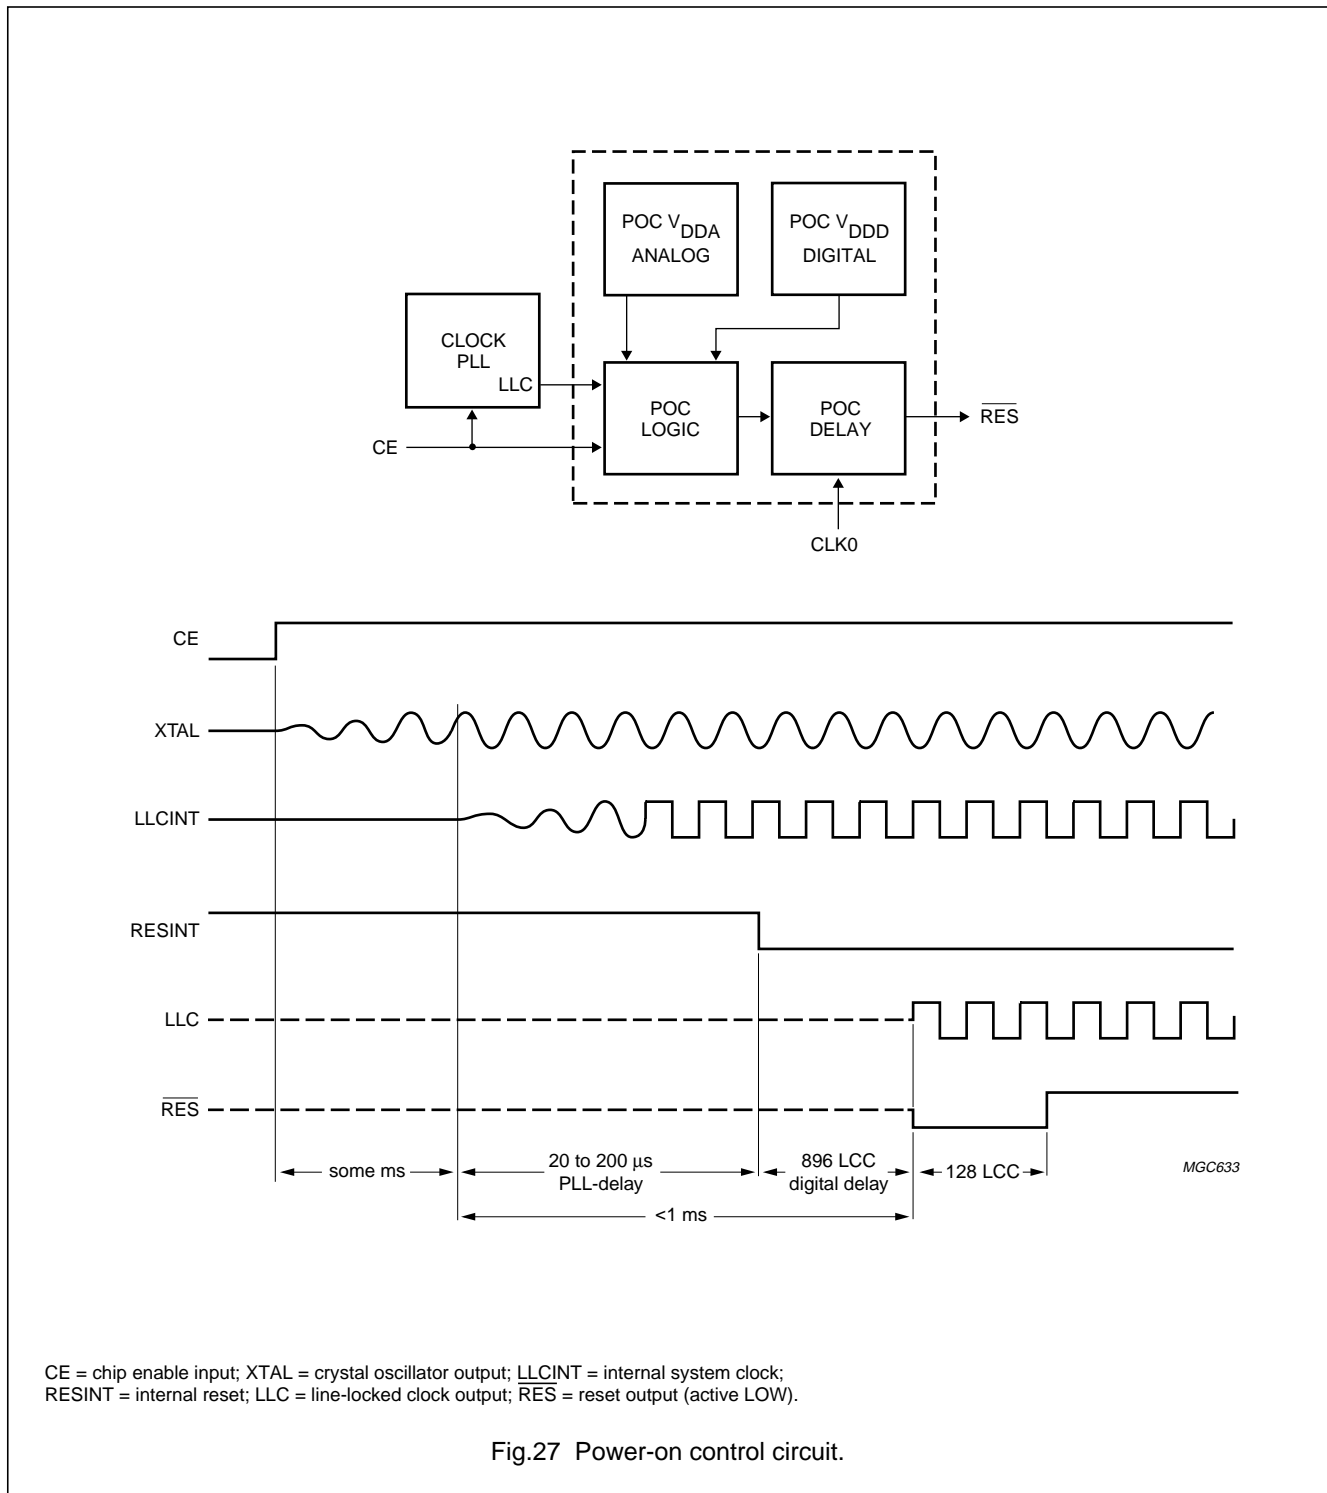 POC VDDA
ANALOG
POC VDDD
DIGITAL
CLOCK
PLL
LLC
POC
LOGIC
POC
DELAY
RES
CE
CLK0
CE
XTAL
LLCINT
RESINT
LLC
RES
some ms
20 to 200 µs
PLL-delay
896 LCC
digital delay
128 LCC
<1 ms
MGC633
CE = chip enable input; XTAL = crystal oscillator output; LLCINT = internal system clock;
RESINT = internal reset; LLC = line-locked clock output; RES = reset output (active LOW).
Fig.27 Power-on control circuit.